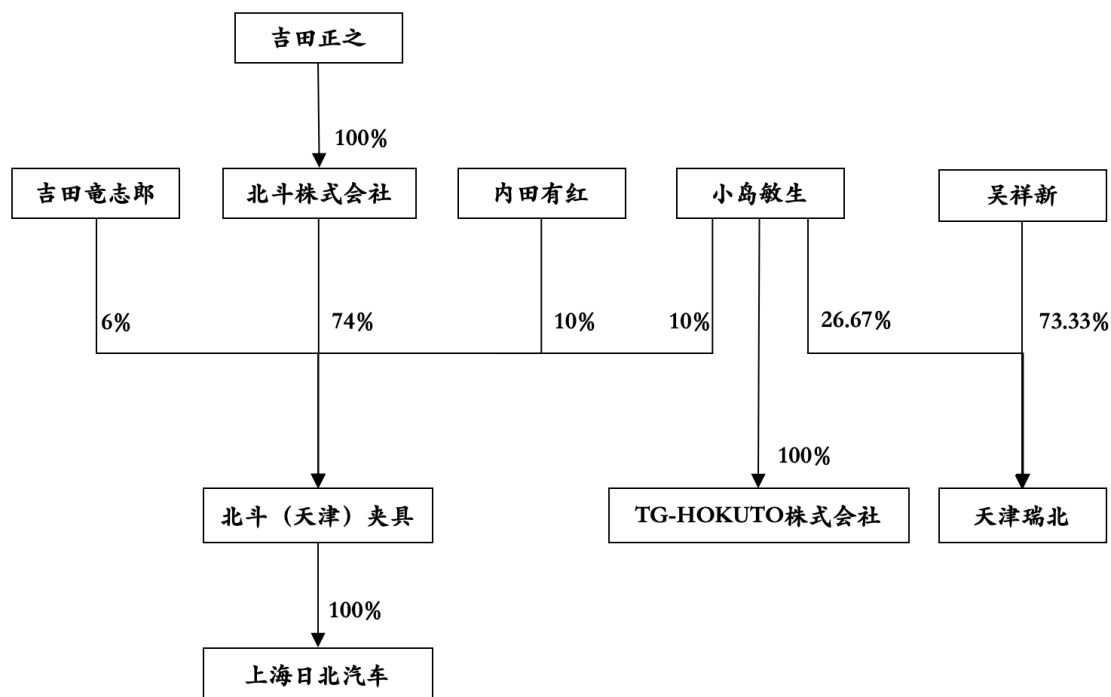 吉田正之
100%
吉田竜志郎
北斗株式会社
内田有红
小岛敏生
吴祥新
6%
74%
10%
10%
26.67%
73.33%
100%
北斗（天津）夹具
TG-HOKUTO株式会社
天津瑞北
100%
上海日北汽车